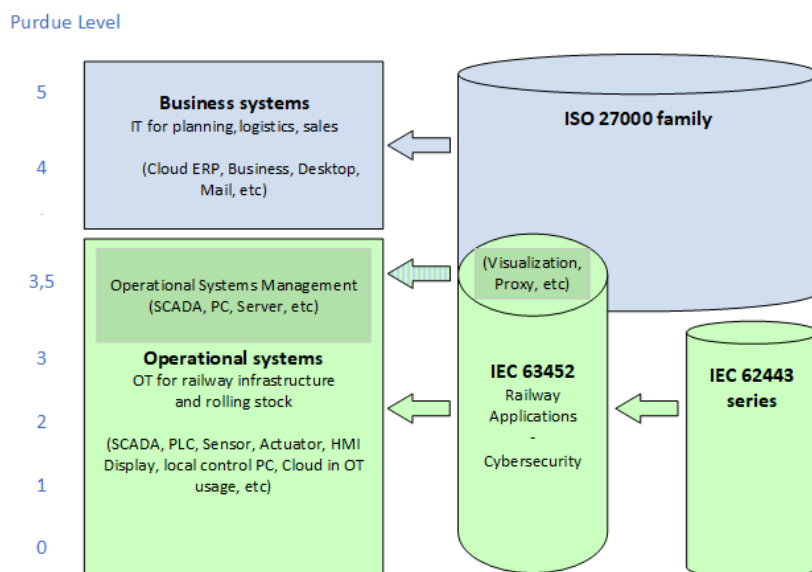 Purdue Level
5
4
3,5
3
2
1
0
Business systems
IT for planning, logistics, sales
(Cloud ERP, Business, Desktop,
Mail, etc)
Operational Systems Management
(SCADA, PC, Server, etc)
Operational systems
OT for railway infrastructure
and rolling stock
(SCADA, PLC, Sensor, Actuator, HMI
Display, local control PC, Cloud in OT
usage, etc)
ISO 27000 family
(Visualization,
Proxy, etc)
IEC 63452
Railway
Applications
-
Cybersecurity
IEC 62443
series